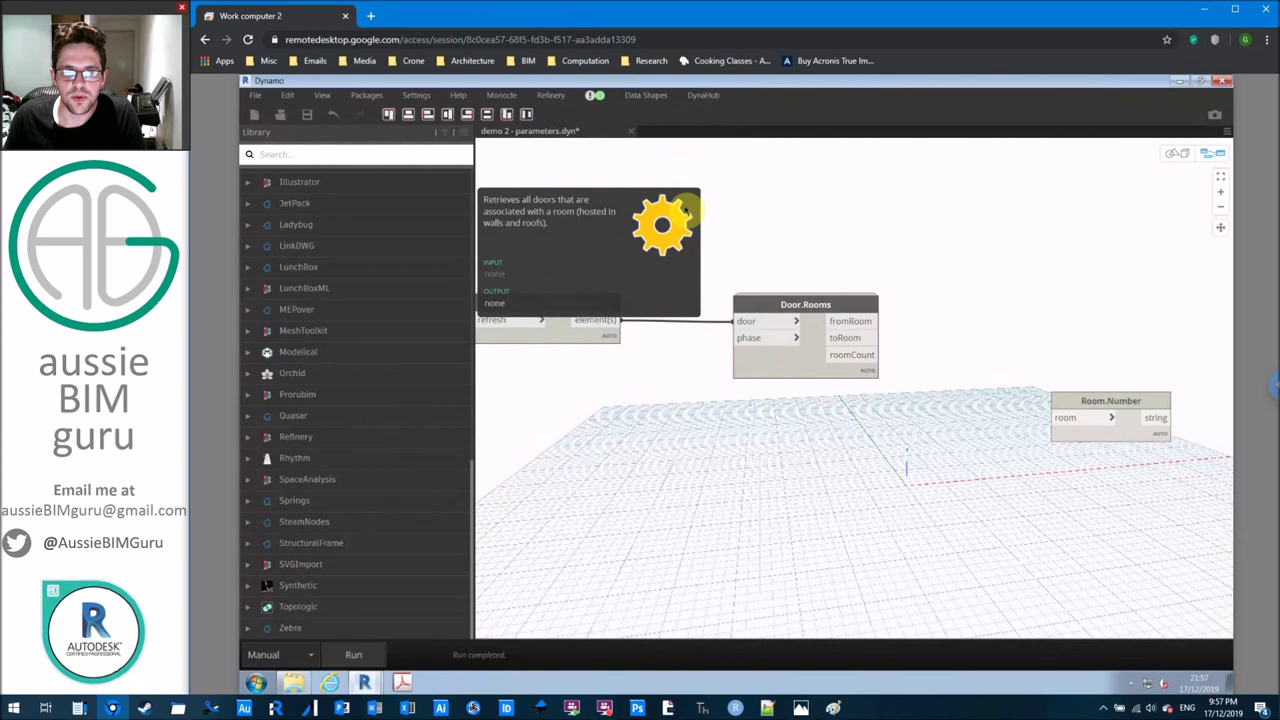 Work computer 2
remotedesktop.google.com/access/session/8c0cea57-68f5-fd3b-f517-aa3adda13309
Apps
Misc
Emails
Media
Crone
Architecture
BIM
Computation
Research
Cooking Classes - A...
Buy Acronis True Im...
Dynamo
File
Edit
View
Packages
Settings
Help
Monocle
Refinery
Data Shapes
DynaHub
Library
demo 2 - parameters.dyn*
Search...
Illustrator
JetPack
Ladybug
LinkDWG
LunchBox
LunchBoxML
MEPover
MeshToolkit
Modelical
Orchid
Prorubim
Quasar
Refinery
Rhythm
SpaceAnalysis
Springs
SteamNodes
StructuralFrame
SVGImport
Synthetic
Topologic
Zebra
Retrieves all doors that are
associated with a room (hosted in
walls and roofs).
INPUT
none
OUTPUT
none
refresh > element(s)
AUTO
Door.Rooms
door > fromRoom
phase > toRoom
roomCount
AUTO
Room.Number
room > string
AUTO
Manual
Run
Run completed.
21:57
17/12/2019
ENG
9:57 PM
17/12/2019
aussie
BIM
guru
Email me at
aussieBIMguru@gmail.com
@AussieBIMGuru
R
AUTODESK
CERTIFIED PROFESSIONAL